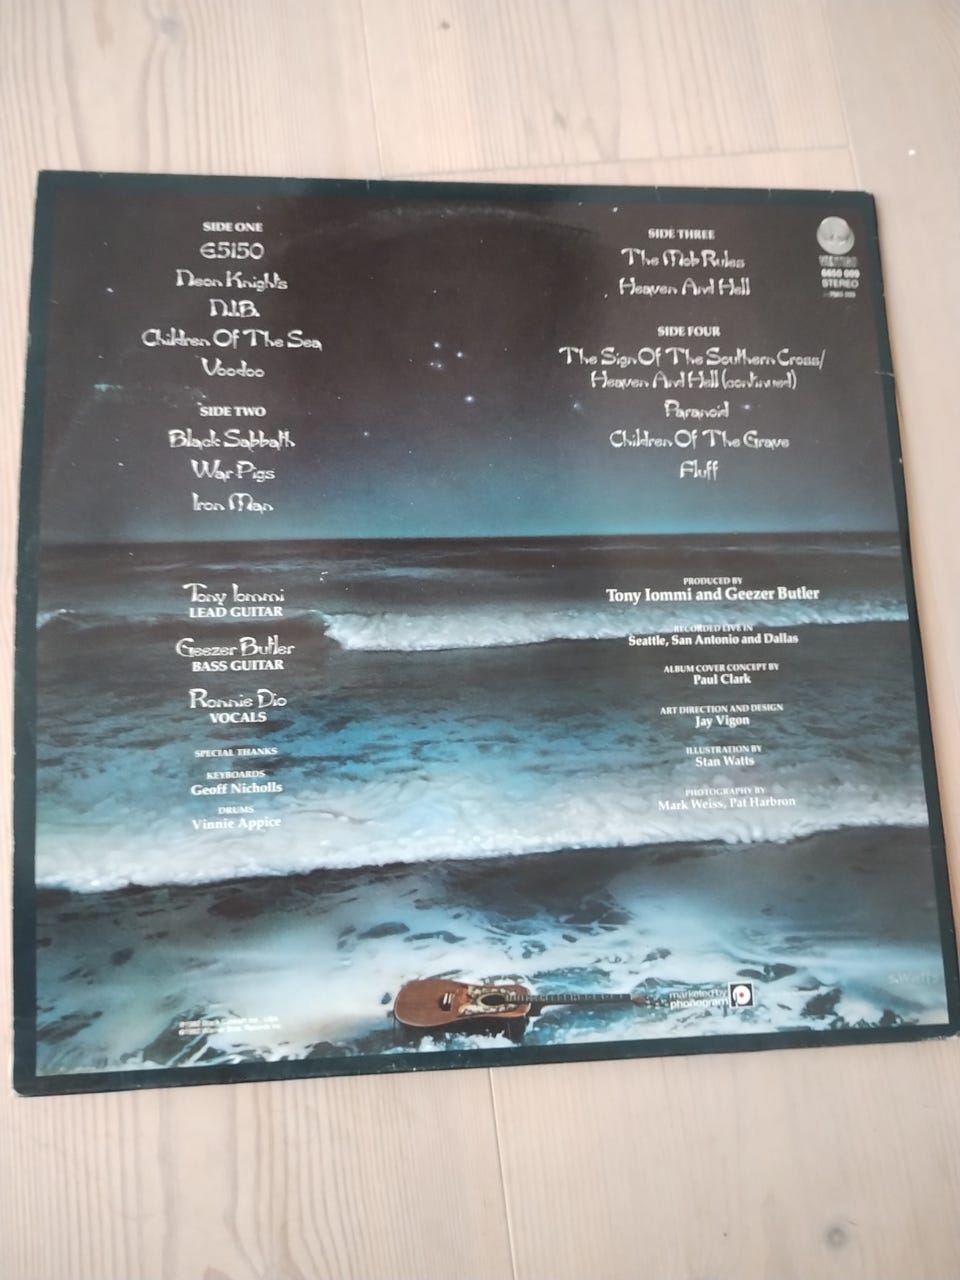 SIDE ONE
E5150
Neon Knights
N.I.B.
Children Of The Sea
Voodoo
SIDE TWO
Black Sabbath
War Pigs
Iron Man
SIDE THREE
The Mob Rules
Heaven And Hell
SIDE FOUR
The Sign Of The Southern Cross/
Heaven And Hell (continued)
Paranoid
Children Of The Grave
Fluff
6650 009
STEREO
Tony Iommi
LEAD GUITAR
Geezer Butler
BASS GUITAR
Ronnie Dio
VOCALS
SPECIAL THANKS
KEYBOARDS
Geoff Nicholls
DRUMS
Vinnie Appice
PRODUCED BY
Tony Iommi and Geezer Butler
RECORDED LIVE IN
Seattle, San Antonio and Dallas
ALBUM COVER CONCEPT BY
Paul Clark
ART DIRECTION AND DESIGN
Jay Vigon
ILLUSTRATION BY
Stan Watts
PHOTOGRAPHY BY
Mark Weiss, Pat Harbron
marketed by
phonogram